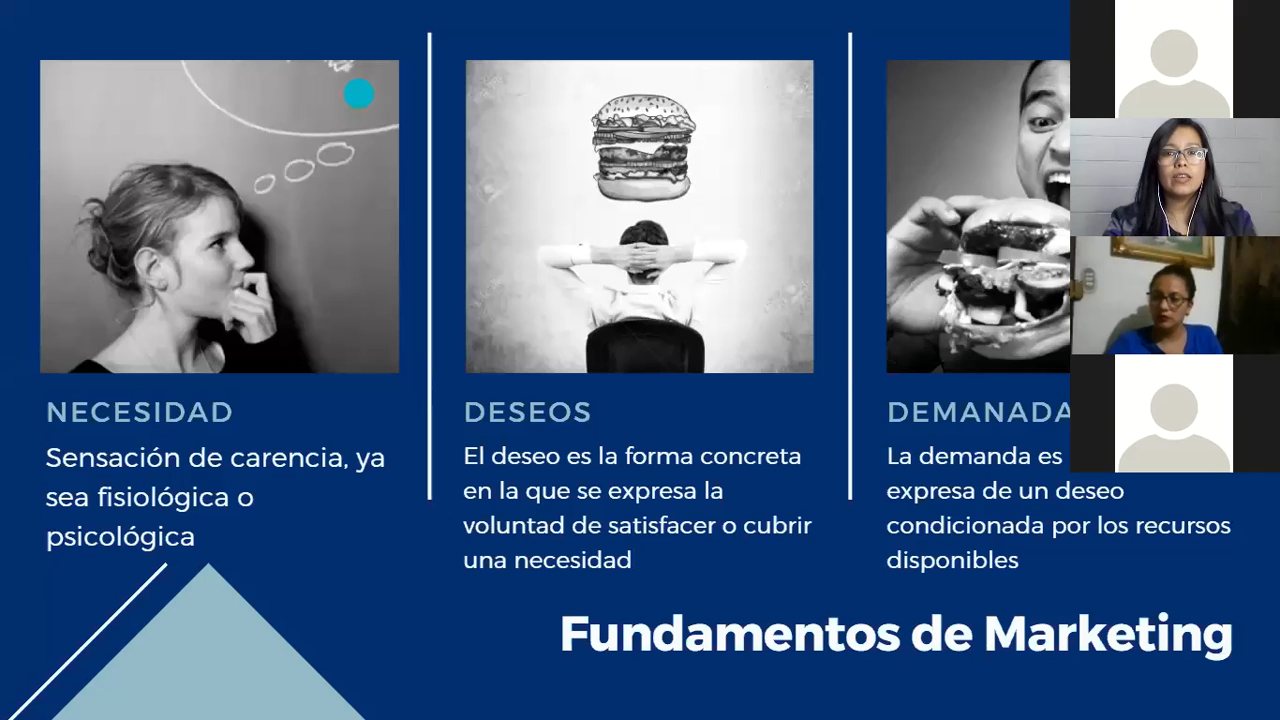 NECESIDAD
Sensación de carencia, ya
sea fisiológica o
psicológica
DESEOS
El deseo es la forma concreta
en la que se expresa la
voluntad de satisfacer o cubrir
una necesidad
DEMANADA
La demanda es
expresa de un deseo
condicionada por los recursos
disponibles
Fundamentos de Marketing